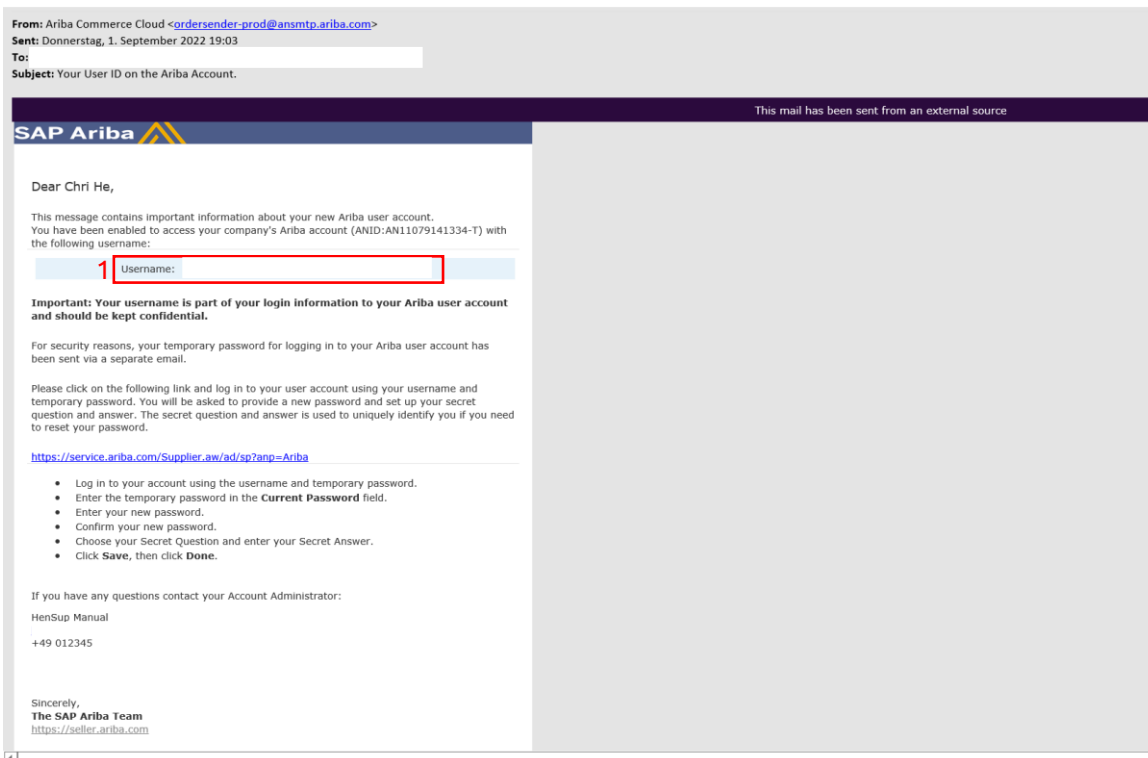 From: Ariba Commerce Cloud <ordersender-prod@ansmtp.ariba.com>
Sent: Donnerstag, 1. September 2022 19:03
To:
Subject: Your User ID on the Ariba Account.
This mail has been sent from an external source
SAP Ariba
Dear Chri He,
This message contains important information about your new Ariba user account.
You have been enabled to access your company's Ariba account (ANID:AN11079141334-T) with
the following username:
1 Username:
Important: Your username is part of your login information to your Ariba user account
and should be kept confidential.
For security reasons, your temporary password for logging in to your Ariba user account has
been sent via a separate email.
Please click on the following link and log in to your user account using your username and
temporary password. You will be asked to provide a new password and set up your secret
question and answer. The secret question and answer is used to uniquely identify you if you need
to reset your password.
https://service.ariba.com/Supplier.aw/ad/sp?anp=Ariba
• Log in to your account using the username and temporary password.
• Enter the temporary password in the Current Password field.
• Enter your new password.
• Confirm your new password.
• Choose your Secret Question and enter your Secret Answer.
• Click Save, then click Done.
If you have any questions contact your Account Administrator:
HenSup Manual
+49 012345
Sincerely,
The SAP Ariba Team
https://seller.ariba.com